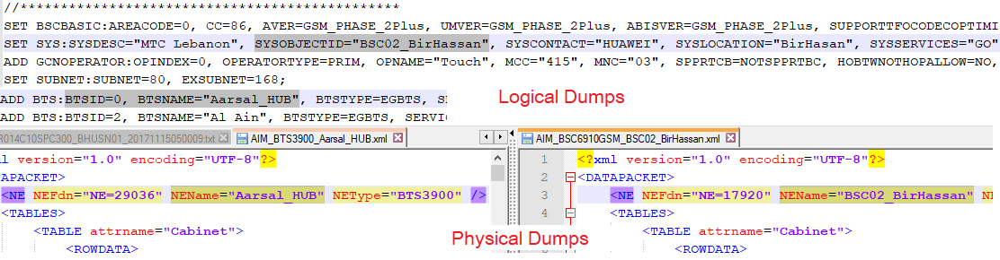 //************************************************
SET BSCBASIC:AREACODE=0, CC=86, AVER=GSM_PHASE_2Plus, UMVER=GSM_PHASE_2Plus, ABISVER=GSM_PHASE_2Plus, SUPPORTTFOCODECOPTIMI
SET SYS:SYSDESC="MTC Lebanon", SYSOBJECTID="BSC02_BirHassan", SYSCONTACT="HUAWEI", SYSLOCATION="BirHasan", SYSSERVICES="GO"
ADD GCNOPERATOR:OPINDEX=0, OPERATORTYPE=PRIM, OPNAME="Touch", MCC="415", MNC="03", SPPRTCB=NOTSPPRTBC, HOBTWNOTHOPALLOW=NO,
SET SUBNET:SUBNET=80, EXSUBNET=168;
ADD BTS:BTSID=0, BTSNAME="Aarsal_HUB", BTSTYPE=EGBTS, SE
Logical Dumps
ADD BTS:BTSID=2, BTSNAME="Al Ain", BTSTYPE=EGBTS, SERVI
R014C10SPC300_BHUSN01_20171115050009.txt
AIM_BTS3900_Aarsal_HUB.xml
AIM_BSC6910GSM_BSC02_BirHassan.xml
l version="1.0" encoding="UTF-8"?>
TAPACKET>
<NE NEFdn="NE=29036" NEName="Aarsal_HUB" NEType="BTS3900" />
<TABLES>
<TABLE attrname="Cabinet">
<ROWDATA>
1 <?xml version="1.0" encoding="UTF-8"?>
2 <DATAPACKET>
3 <NE NEFdn="NE=17920" NEName="BSC02_BirHassan" NE
4 <TABLES>
<TABLE attrname="Cabinet">
<ROWDATA>
Physical Dumps